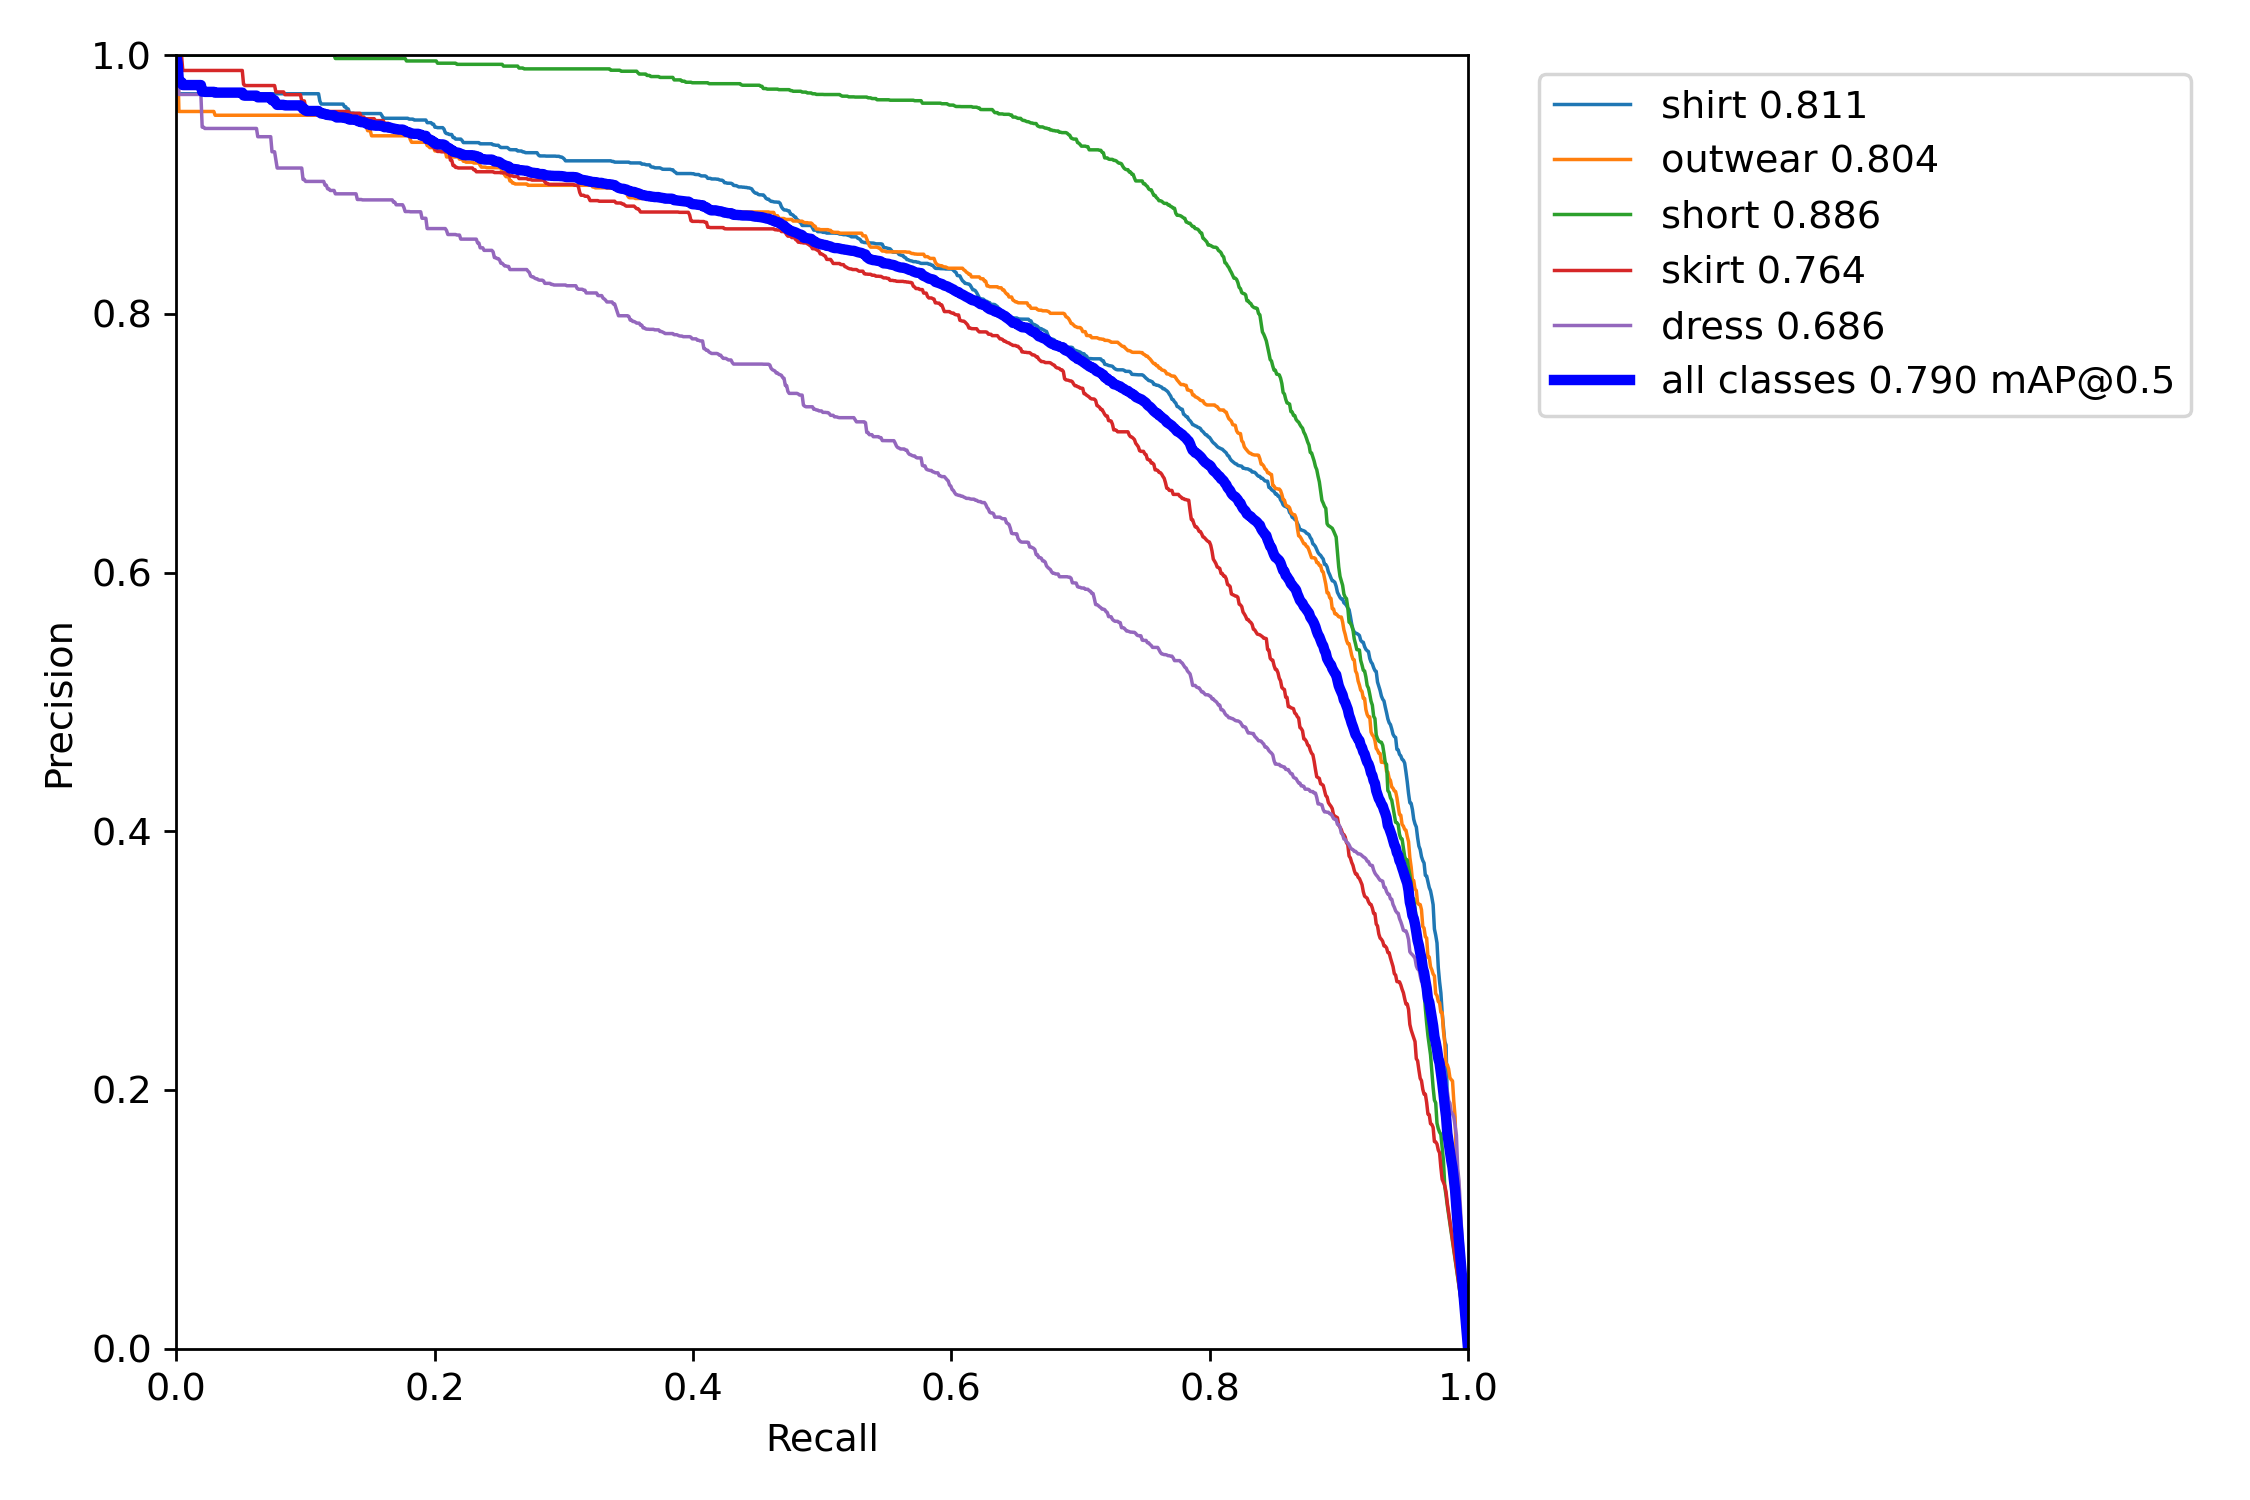 1.0
0.8
0.6
0.4
0.2
0.0
Precision
0.0 0.2 0.4 0.6 0.8 1.0
Recall
shirt 0.811
outwear 0.804
short 0.886
skirt 0.764
dress 0.686
all classes 0.790 mAP@0.5